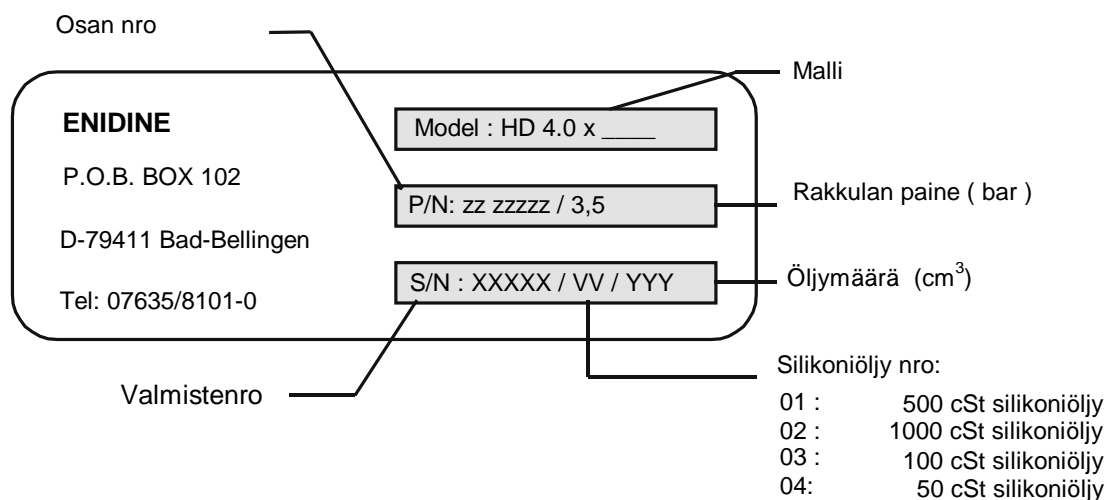 Osan nro
Malli
ENIDINE
Model : HD 4.0 x ____
P.O.B. BOX 102
P/N: zz zzzzz / 3,5
Rakkulan paine ( bar )
D-79411 Bad-Bellingen
S/N : XXXXX / VV / YYY
Öljymäärä (cm³)
Tel: 07635/8101-0
Valmistenro
Silikoniöljy nro:
01 : 500 cSt silikoniöljy
02 : 1000 cSt silikoniöljy
03 : 100 cSt silikoniöljy
04: 50 cSt silikoniöljy